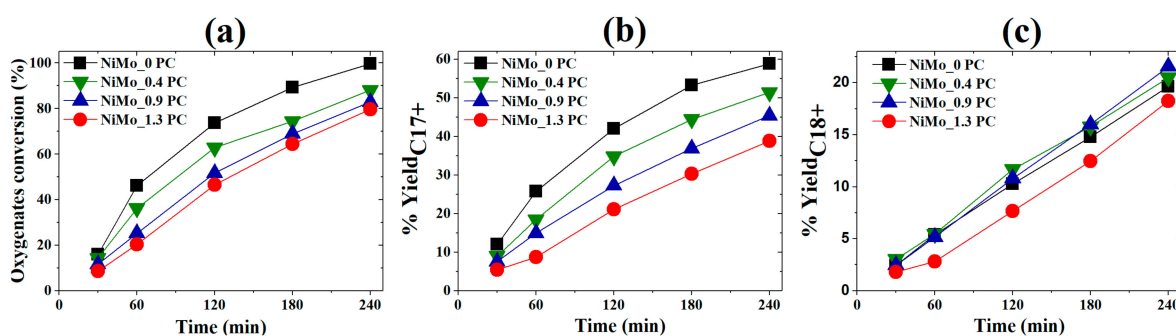 (a)
Oxygenates conversion (%)
100
80
60
40
20
0
NiMo_0 PC
NiMo_0.4 PC
NiMo_0.9 PC
NiMo_1.3 PC
0 60 120 180 240
Time (min)
(b)
% Yield C17+
60
50
40
30
20
10
0
NiMo_0 PC
NiMo_0.4 PC
NiMo_0.9 PC
NiMo_1.3 PC
0 60 120 180 240
Time (min)
(c)
% Yield C18+
20
15
10
5
0
NiMo_0 PC
NiMo_0.4 PC
NiMo_0.9 PC
NiMo_1.3 PC
0 60 120 180 240
Time (min)